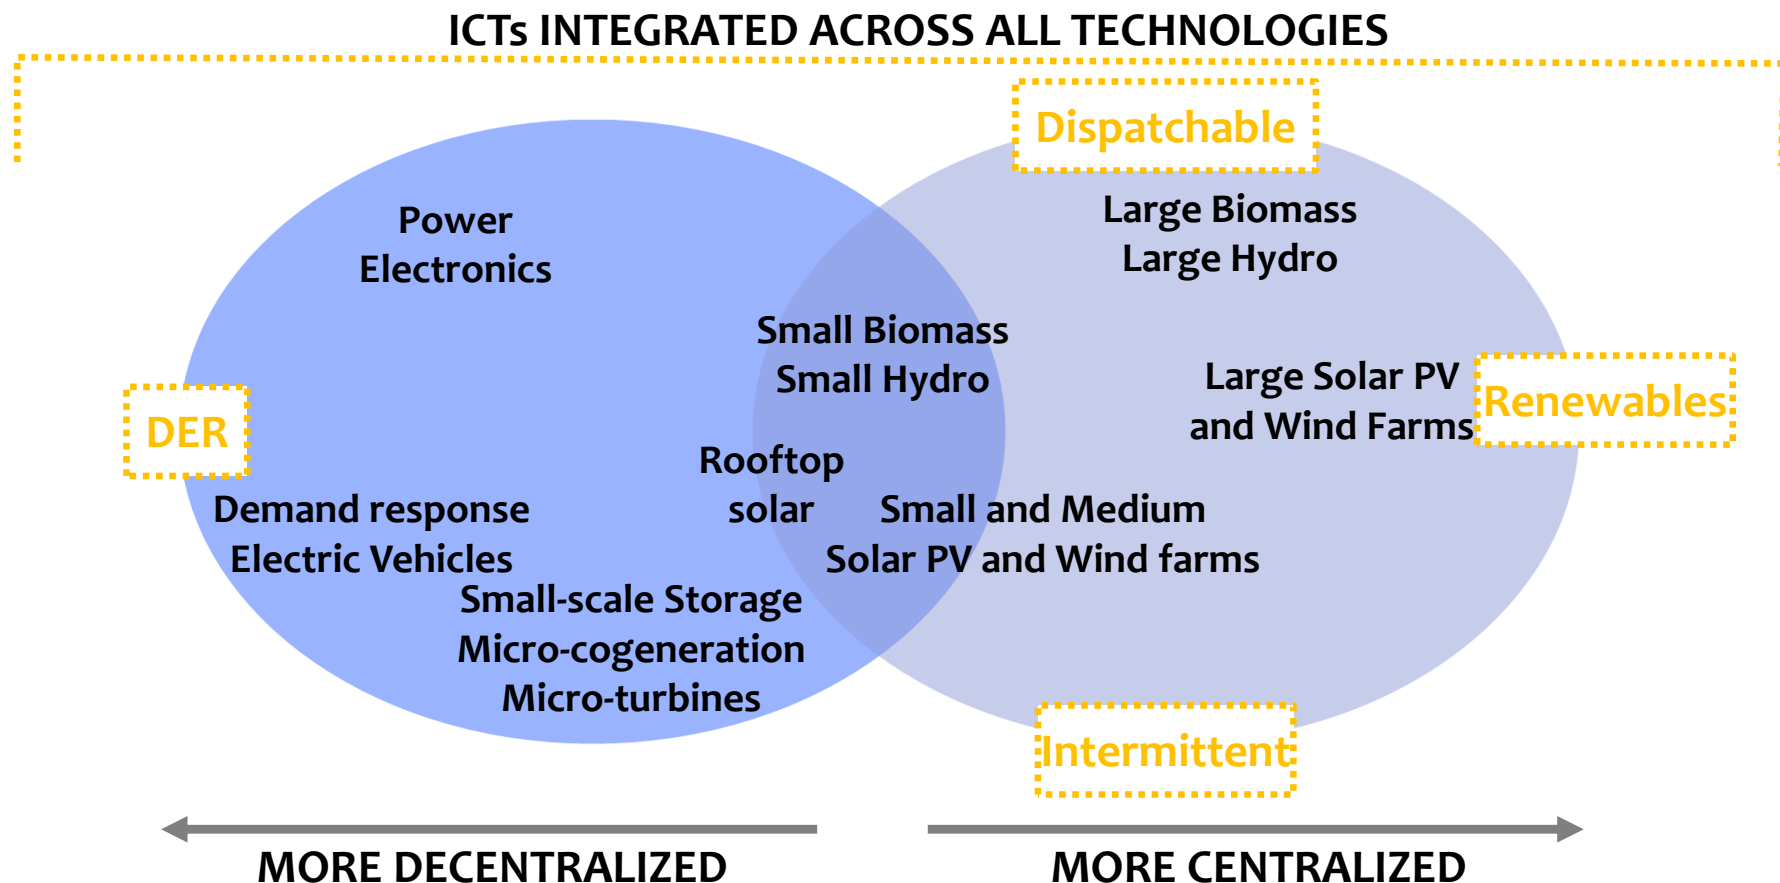 ICTs INTEGRATED ACROSS ALL TECHNOLOGIES
Dispatchable
Power
Electronics
Large Biomass
Large Hydro
Small Biomass
Small Hydro
Large Solar PV
and Wind Farms
Renewables
DER
Rooftop
solar
Demand response
Electric Vehicles
Small and Medium
Solar PV and Wind farms
Small-scale Storage
Micro-cogeneration
Micro-turbines
Intermittent
MORE DECENTRALIZED
MORE CENTRALIZED